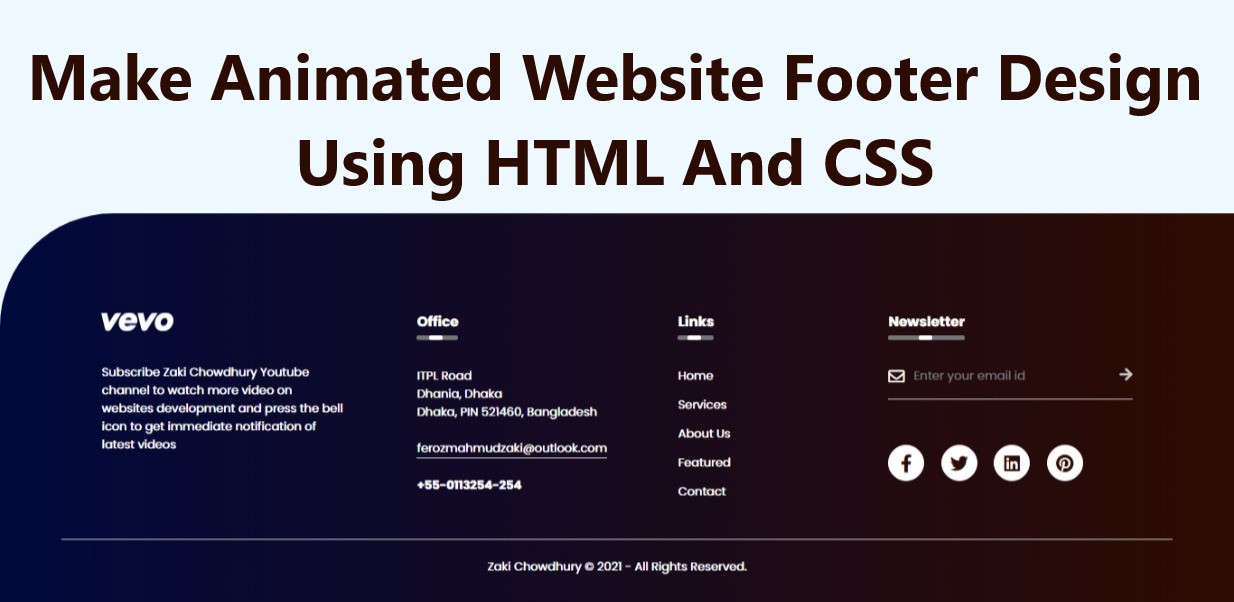 Make Animated Website Footer Design
Using HTML And CSS
vevo
Subscribe Zaki Chowdhury Youtube
channel to watch more video on
websites development and press the bell
icon to get immediate notification of
latest videos
Office
ITPL Road
Dhania, Dhaka
Dhaka, PIN 521460, Bangladesh
ferozmahmudzaki@outlook.com
+55-0113254-254
Links
Home
Services
About Us
Featured
Contact
Newsletter
Enter your email id
Zaki Chowdhury © 2021 - All Rights Reserved.